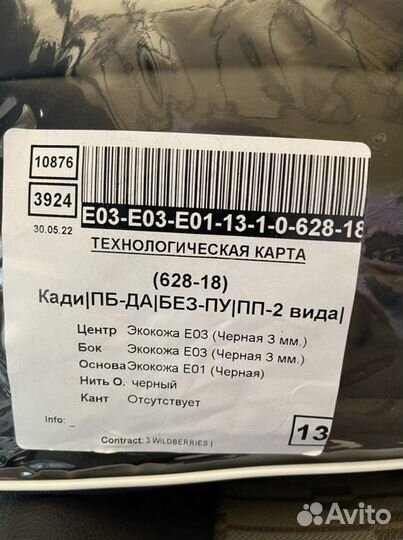 10876
3924
30.05.22
E03-E03-E01-13-1-0-628-18
ТЕХНОЛОГИЧЕСКАЯ КАРТА
(628-18)
Кади|ПБ-ДА|БЕЗ-ПУ|ПП-2 вида|
Центр Экокожа E03 (Черная 3 мм.)
Бок Экокожа E03 (Черная 3 мм.)
Основа Экокожа E01 (Черная)
Нить О. черный
Кант Отсутствует
Info: _
13
Contract: 3 WILDBERRIES |
Avito